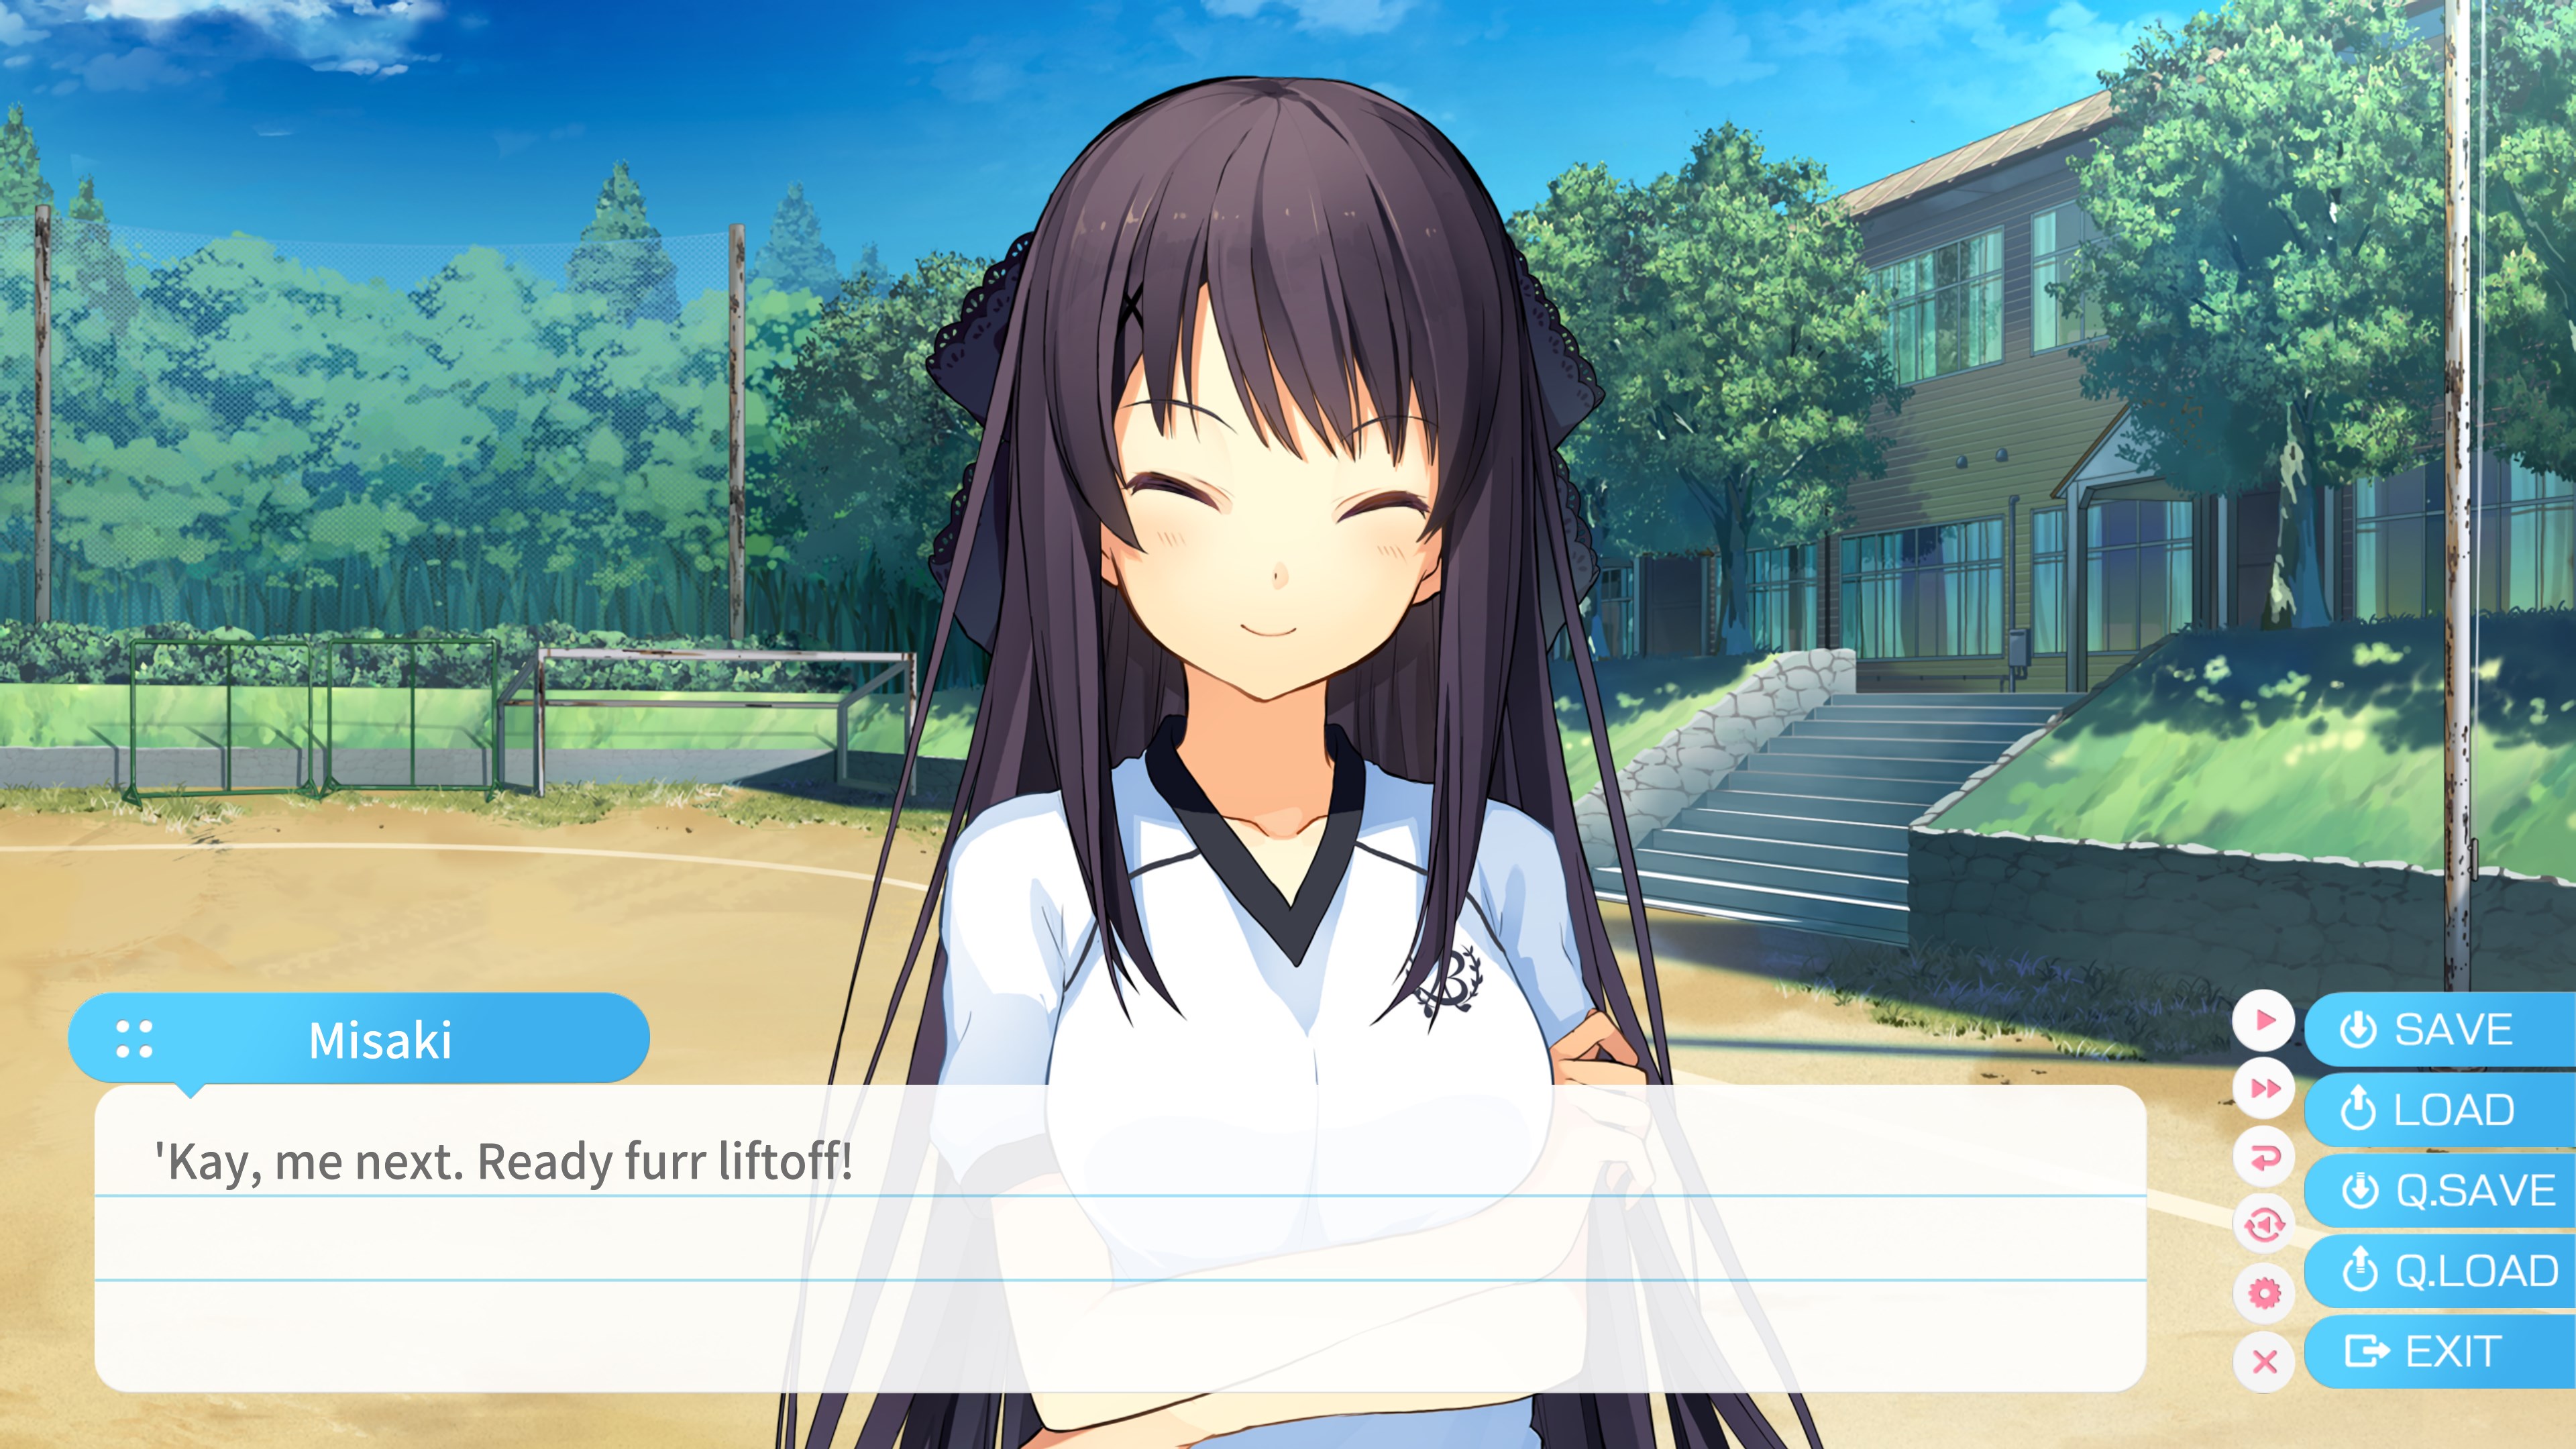 Misaki
'Kay, me next. Ready furr liftoff!
SAVE
LOAD
Q.SAVE
Q.LOAD
EXIT
B